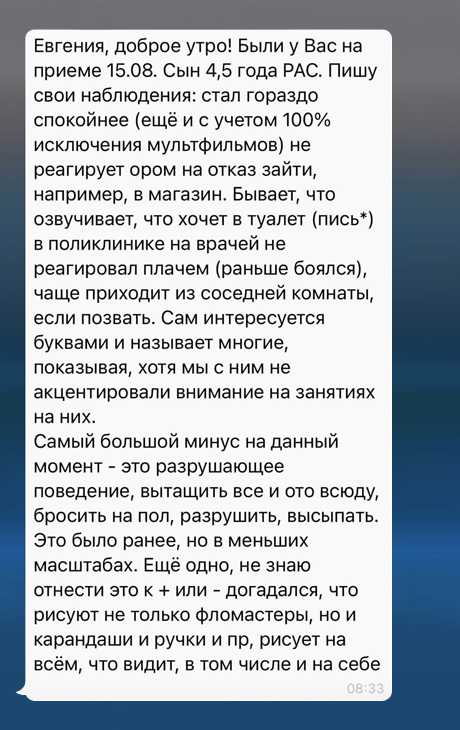 Евгения, доброе утро! Были у Вас на
приеме 15.08. Сын 4,5 года РАС. Пишу
свои наблюдения: стал гораздо
спокойнее (ещё и с учетом 100%
исключения мультфильмов) не
реагирует ором на отказ зайти,
например, в магазин. Бывает, что
озвучивает, что хочет в туалет (пись*)
в поликлинике на врачей не
реагировал плачем (раньше боялся),
чаще приходит из соседней комнаты,
если позвать. Сам интересуется
буквами и называет многие,
показывая, хотя мы с ним не
акцентировали внимание на занятиях
на них.
Самый большой минус на данный
момент - это разрушающее
поведение, вытащить все и ото всюду,
бросить на пол, разрушить, высыпать.
Это было ранее, но в меньших
масштабах. Ещё одно, не знаю
отнести это к + или - догадался, что
рисуют не только фломастеры, но и
карандаши и ручки и пр, рисует на
всём, что видит, в том числе и на себе
08:33